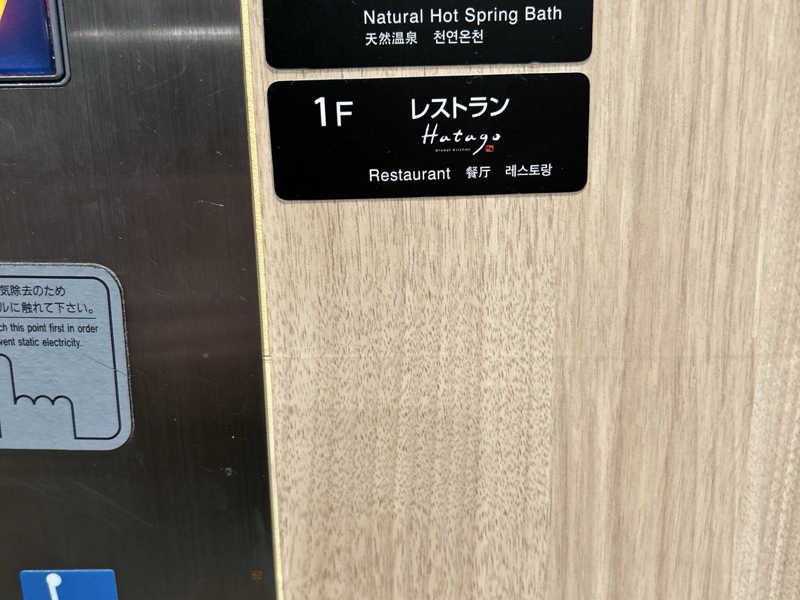 Natural Hot Spring Bath
天然温泉 천연온천
1F レストラン
Hatago
Global Kitchen
Restaurant 餐厅 레스토랑
気除去のため
ルに触れて下さい。
ch this point first in order
vent static electricity.